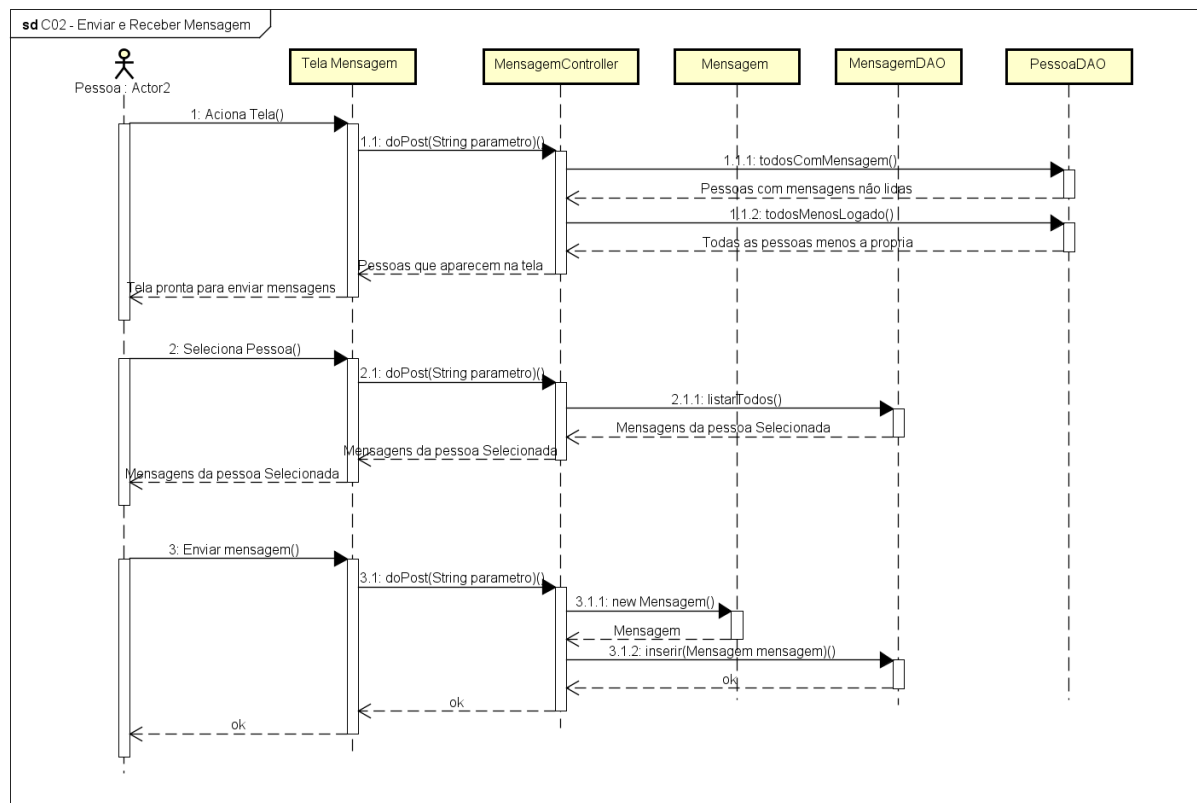 sd C02 - Enviar e Receber Mensagem
Pessoa : Actor2
Tela Mensagem
MensagemController
Mensagem
MensagemDAO
PessoaDAO
1: Aciona Tela()
1.1: doPost(String parametro)()
1.1.1: todosComMensagem()
Pessoas com mensagens não lidas
1.1.2: todosMenosLogado()
Todas as pessoas menos a propria
Pessoas que aparecem na tela
Tela pronta para enviar mensagens
2: Seleciona Pessoa()
2.1: doPost(String parametro)()
2.1.1: listarTodos()
Mensagens da pessoa Selecionada
Mensagens da pessoa Selecionada
Mensagens da pessoa Selecionada
3: Enviar mensagem()
3.1: doPost(String parametro)()
3.1.1: new Mensagem()
Mensagem
3.1.2: inserir(Mensagem mensagem)()
ok
ok
ok